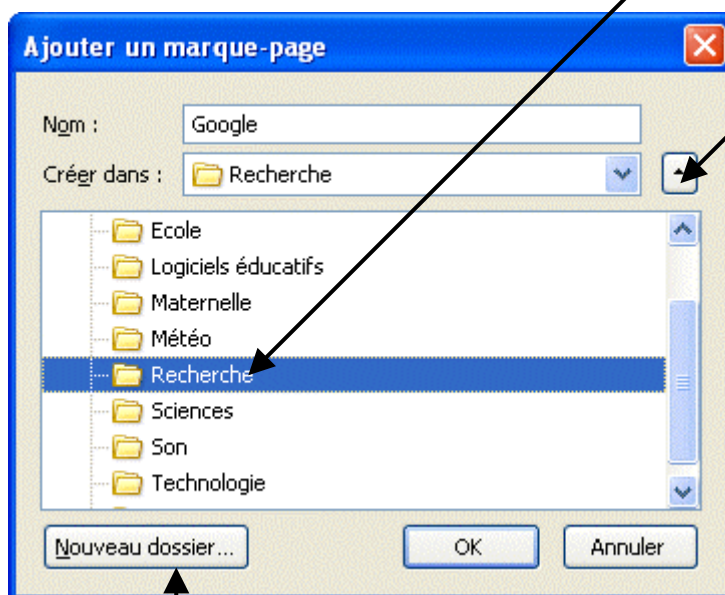 Ajouter un marque-page
Nom : Google
Créer dans : Recherche
Ecole
Logiciels éducatifs
Maternelle
Météo
Recherche
Sciences
Son
Technologie
Nouveau dossier... OK Annuler